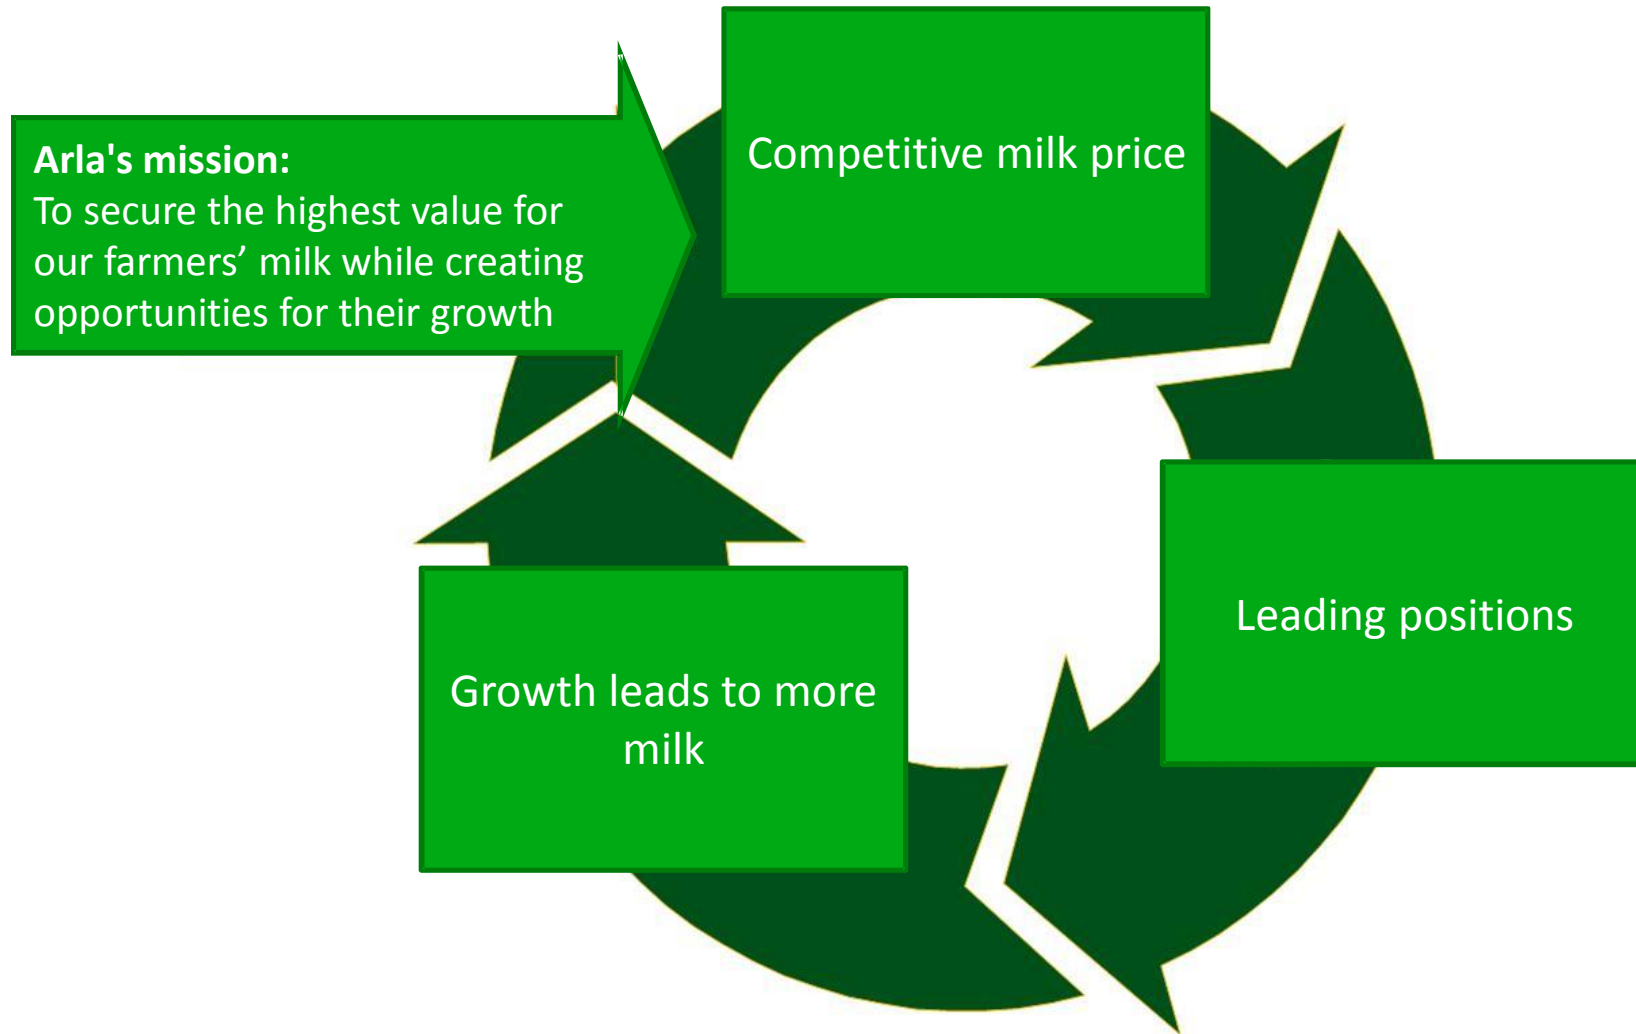 Arla's mission:
To secure the highest value for
our farmers’ milk while creating
opportunities for their growth
Competitive milk price
Leading positions
Growth leads to more
milk